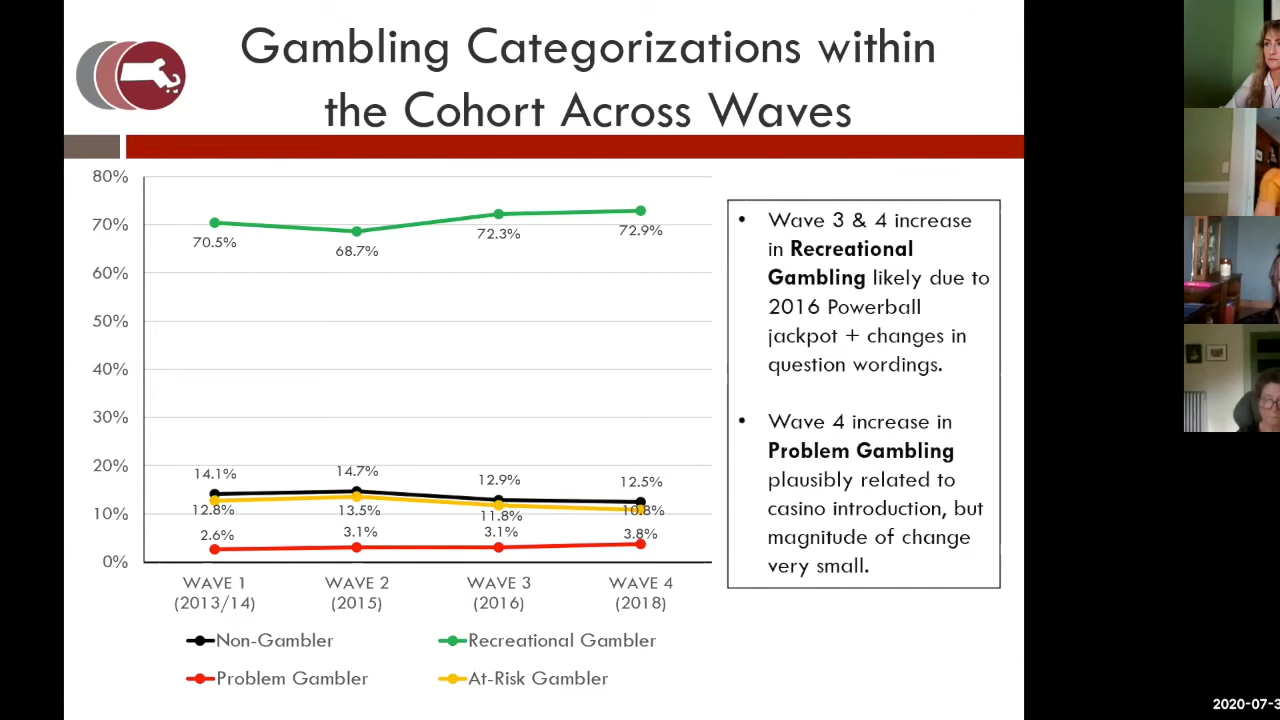 Gambling Categorizations within
the Cohort Across Waves
80%
70%
60%
50%
40%
30%
20%
10%
0%
70.5%
68.7%
72.3%
72.9%
14.1%
14.7%
12.9%
12.5%
12.8%
13.5%
11.8%
10.8%
2.6%
3.1%
3.1%
3.8%
WAVE 1
(2013/14)
WAVE 2
(2015)
WAVE 3
(2016)
WAVE 4
(2018)
Non-Gambler
Recreational Gambler
Problem Gambler
At-Risk Gambler
• Wave 3 & 4 increase
in Recreational
Gambling likely due to
2016 Powerball
jackpot + changes in
question wordings.
• Wave 4 increase in
Problem Gambling
plausibly related to
casino introduction, but
magnitude of change
very small.
2020-07-3